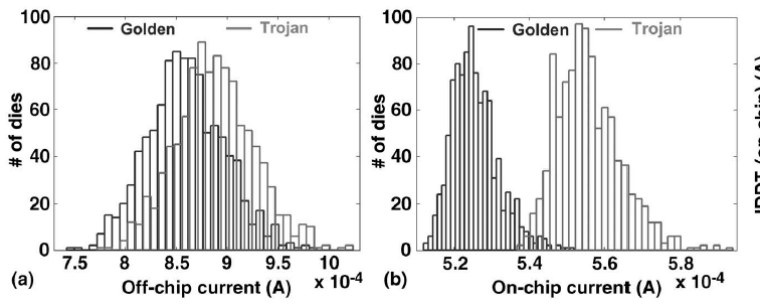 100
80
60
40
20
0
# of dies
Golden
Trojan
7.5 8 8.5 9 9.5 10
(a) Off-chip current (A) x 10-4
100
80
60
40
20
0
# of dies
Golden
Trojan
5.2 5.4 5.6 5.8
(b) On-chip current (A) x 10-4
(on-chip) (A)